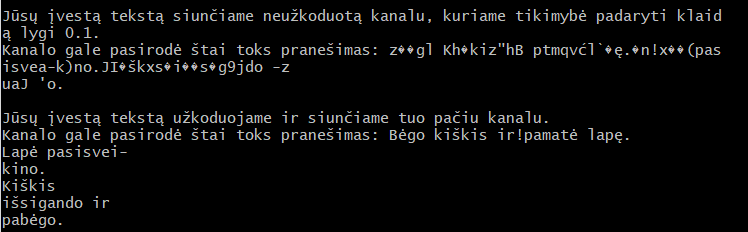 Jūsų įvestą tekstą siunčiame neužkoduotą kanalu, kuriame tikimybė padaryti klaid
ą lygi 0.1.
Kanalo gale pasirodė štai toks pranešimas: z��gl Kh�kiz"hB ptmqvćl`�ę.�n!x��(pas
isvea-k)no.JI�škxs�i��s�g9jdo -z
uaJ 'o.
Jūsų įvestą tekstą užkoduojame ir siunčiame tuo pačiu kanalu.
Kanalo gale pasirodė štai toks pranešimas: Bėgo kiškis ir!pamatė lapę.
Lapė pasisvei-
kino.
Kiškis
išsigando ir
pabėgo.